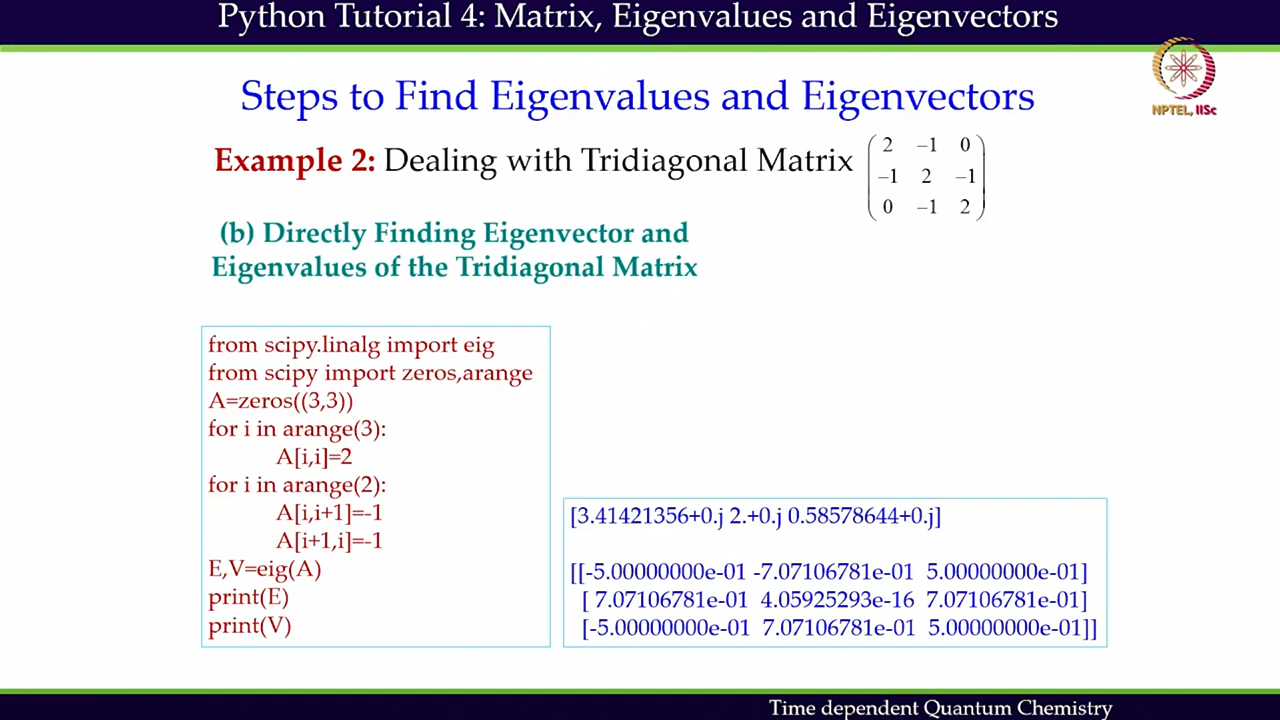 Python Tutorial 4: Matrix, Eigenvalues and Eigenvectors
NPTEL, IISc
Steps to Find Eigenvalues and Eigenvectors
Example 2: Dealing with Tridiagonal Matrix
2 –1 0
–1 2 –1
0 –1 2
(b) Directly Finding Eigenvector and
Eigenvalues of the Tridiagonal Matrix
from scipy.linalg import eig
from scipy import zeros,arange
A=zeros((3,3))
for i in arange(3):
A[i,i]=2
for i in arange(2):
A[i,i+1]=-1
A[i+1,i]=-1
E,V=eig(A)
print(E)
print(V)
[3.41421356+0.j 2.+0.j 0.58578644+0.j]
[[-5.00000000e-01 -7.07106781e-01 5.00000000e-01]
[ 7.07106781e-01 4.05925293e-16 7.07106781e-01]
[-5.00000000e-01 7.07106781e-01 5.00000000e-01]]
Time dependent Quantum Chemistry